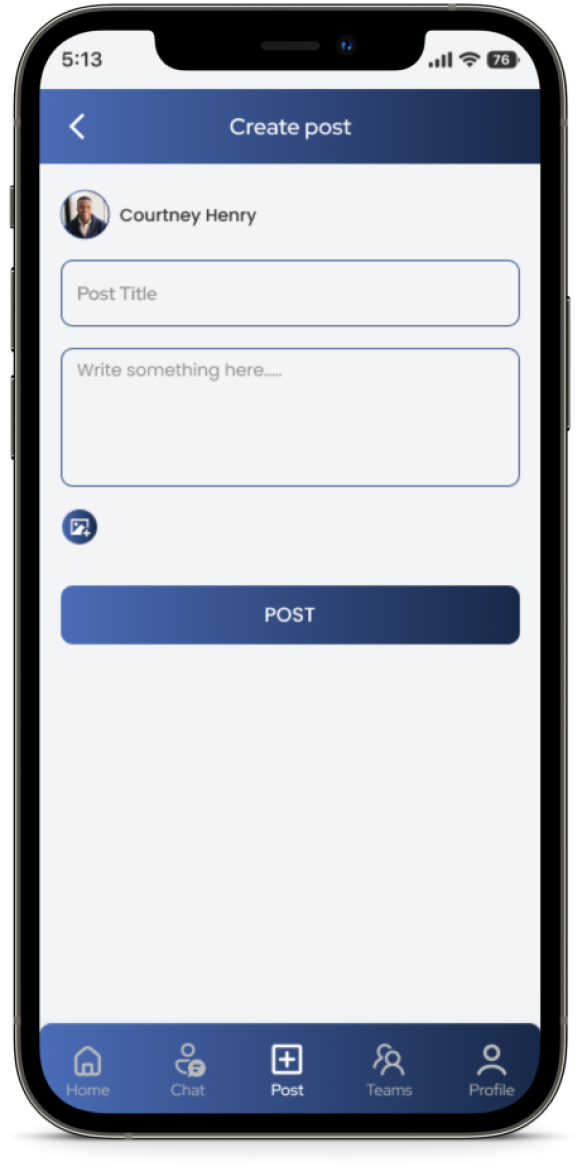 5:13
76
Create post
Courtney Henry
Post Title
Write something here.....
POST
Home
Chat
Post
Teams
Profile